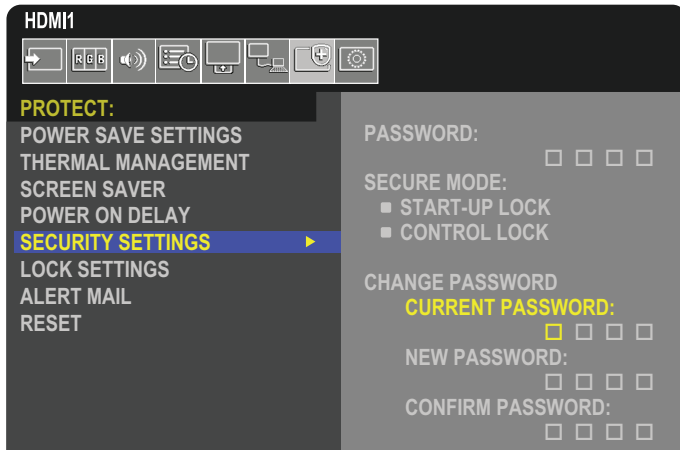 HDMI1
RGB
PROTECT:
POWER SAVE SETTINGS
THERMAL MANAGEMENT
SCREEN SAVER
POWER ON DELAY
SECURITY SETTINGS
LOCK SETTINGS
ALERT MAIL
RESET
PASSWORD:
SECURE MODE:
START-UP LOCK
CONTROL LOCK
CHANGE PASSWORD
CURRENT PASSWORD:
NEW PASSWORD:
CONFIRM PASSWORD: